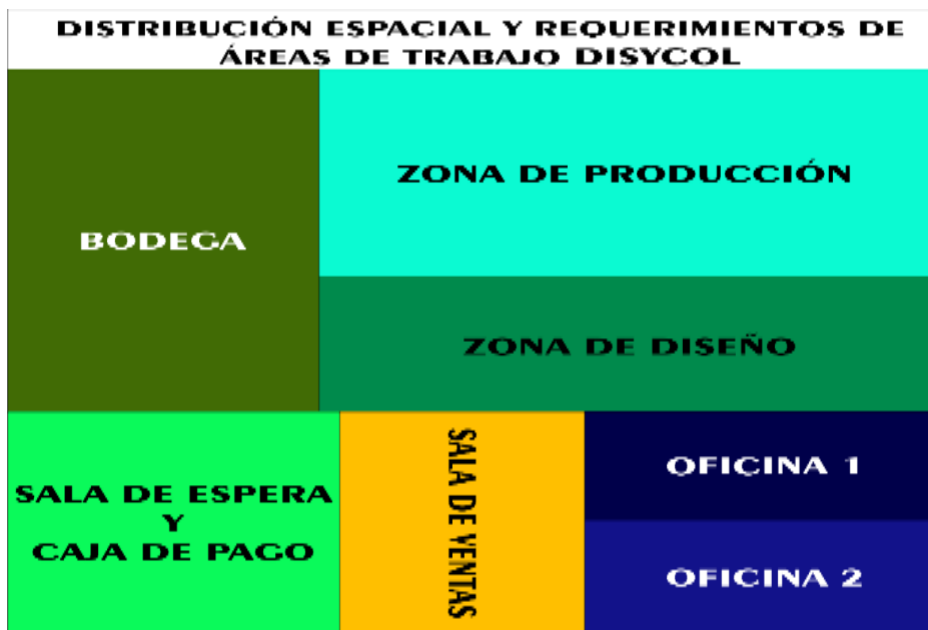 DISTRIBUCIÓN ESPACIAL Y REQUERIMIENTOS DE
ÁREAS DE TRABAJO DISYCOL
ZONA DE PRODUCCIÓN
BODEGA
ZONA DE DISEÑO
SALA DE ESPERA
Y
CAJA DE PAGO
SALA DE VENTAS
OFICINA 1
OFICINA 2